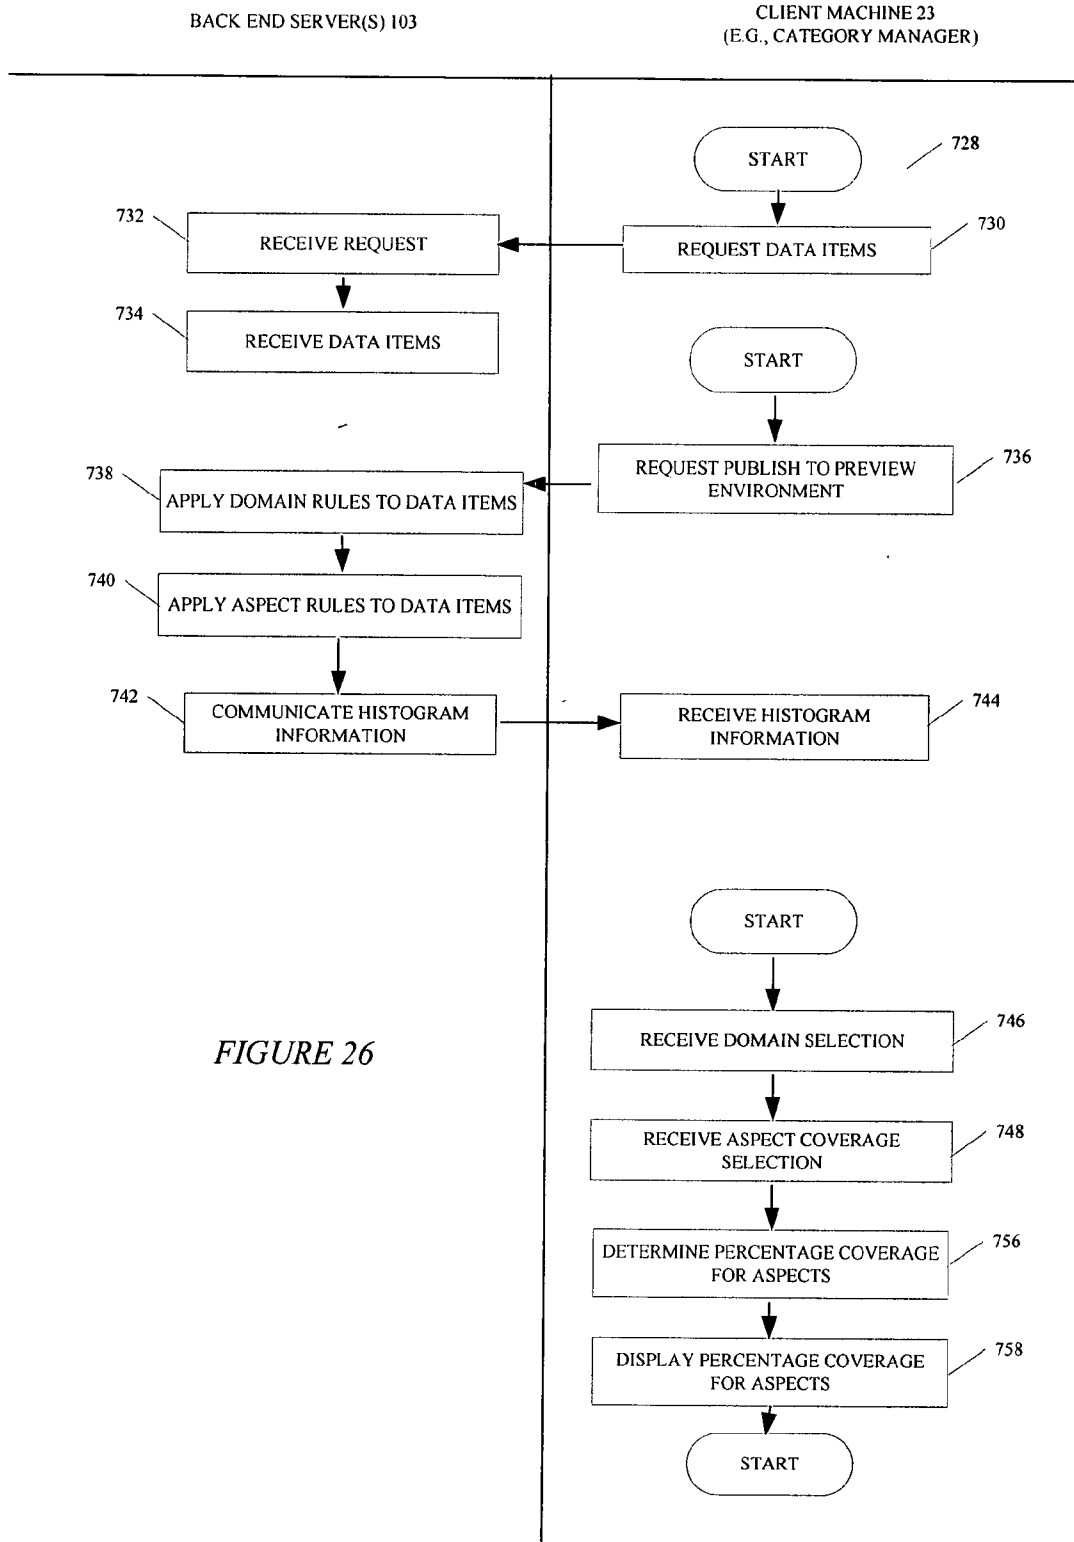 BACK END SERVER(S) 103
CLIENT MACHINE 23
(E.G., CATEGORY MANAGER)
START
728
732
RECEIVE REQUEST
REQUEST DATA ITEMS
730
734
RECEIVE DATA ITEMS
START
738
APPLY DOMAIN RULES TO DATA ITEMS
REQUEST PUBLISH TO PREVIEW
ENVIRONMENT
736
740
APPLY ASPECT RULES TO DATA ITEMS
742
COMMUNICATE HISTOGRAM
INFORMATION
RECEIVE HISTOGRAM
INFORMATION
744
START
RECEIVE DOMAIN SELECTION
746
FIGURE 26
RECEIVE ASPECT COVERAGE
SELECTION
748
DETERMINE PERCENTAGE COVERAGE
FOR ASPECTS
756
DISPLAY PERCENTAGE COVERAGE
FOR ASPECTS
758
START